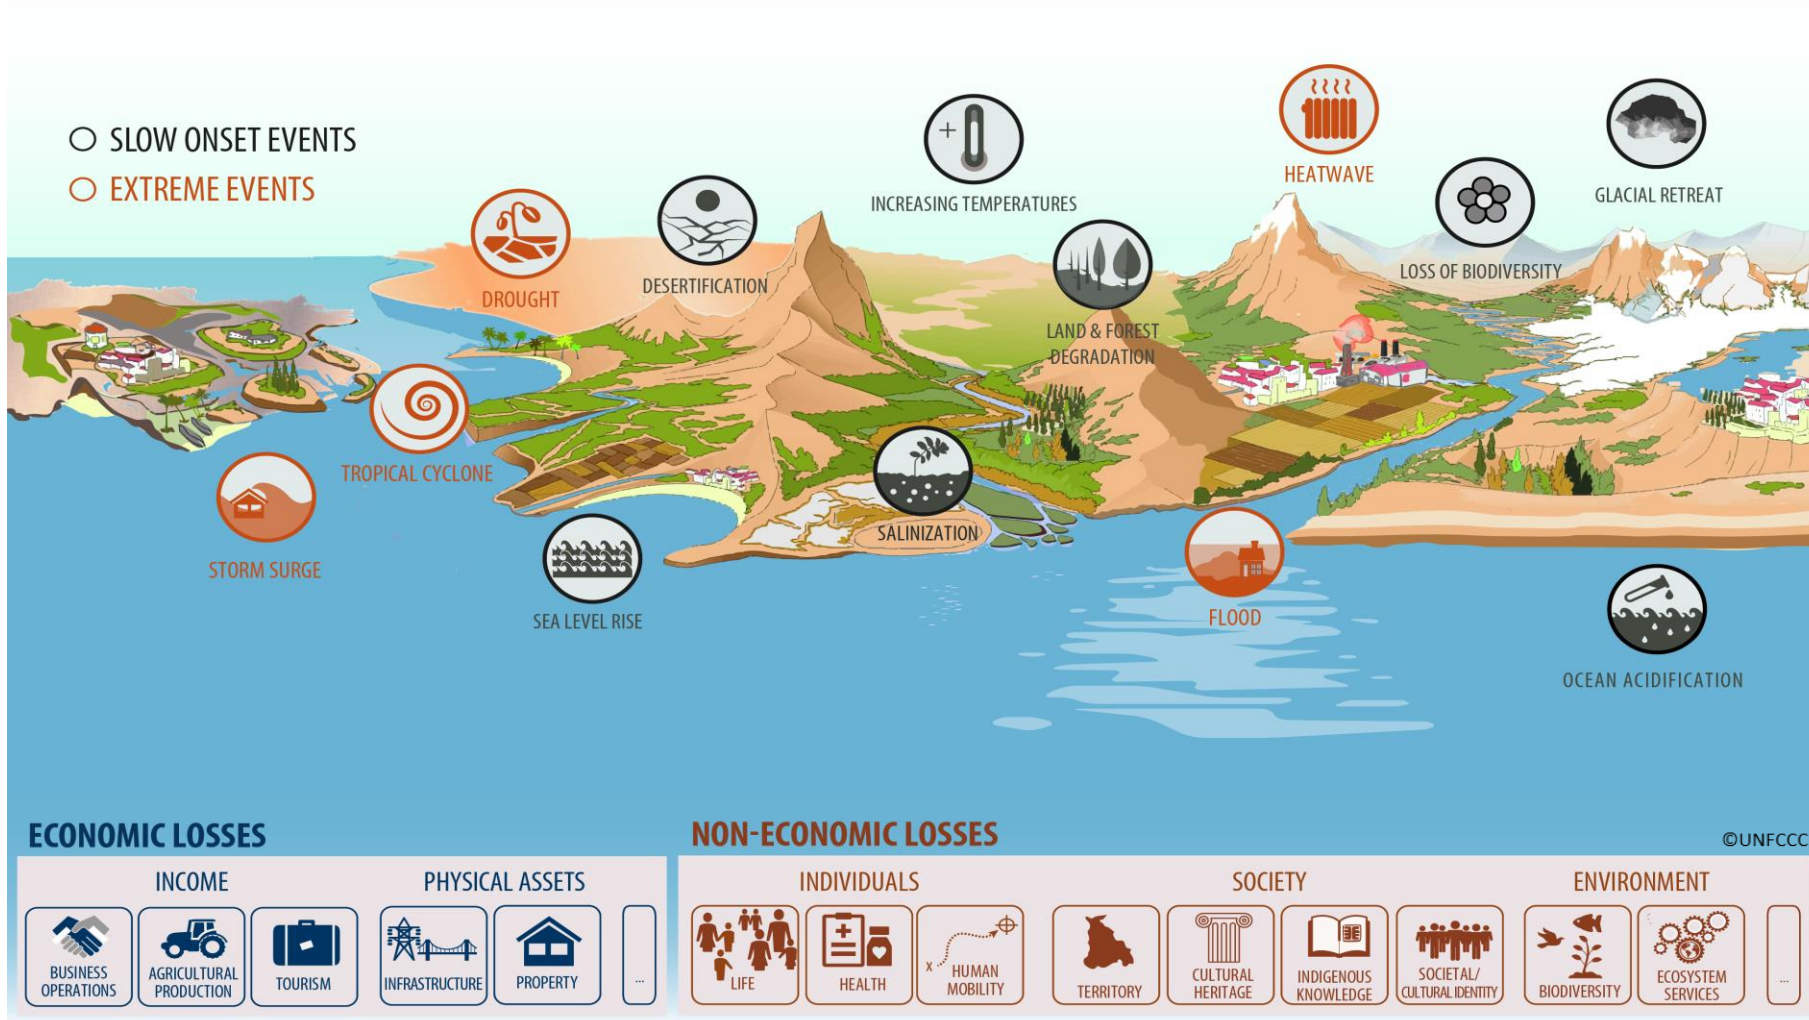 SLOW ONSET EVENTS
EXTREME EVENTS
DROUGHT
DESERTIFICATION
INCREASING TEMPERATURES
LAND & FOREST
DEGRADATION
HEATWAVE
LOSS OF BIODIVERSITY
GLACIAL RETREAT
TROPICAL CYCLONE
STORM SURGE
SEA LEVEL RISE
SALINIZATION
FLOOD
OCEAN ACIDIFICATION
ECONOMIC LOSSES
INCOME
BUSINESS
OPERATIONS
AGRICULTURAL
PRODUCTION
TOURISM
PHYSICAL ASSETS
INFRASTRUCTURE
PROPERTY
...
NON-ECONOMIC LOSSES
©UNFCCC
INDIVIDUALS
LIFE
HEALTH
X
HUMAN
MOBILITY
SOCIETY
TERRITORY
CULTURAL
HERITAGE
INDIGENOUS
KNOWLEDGE
SOCIETAL/
CULTURAL IDENTITY
ENVIRONMENT
BIODIVERSITY
ECOSYSTEM
SERVICES
...